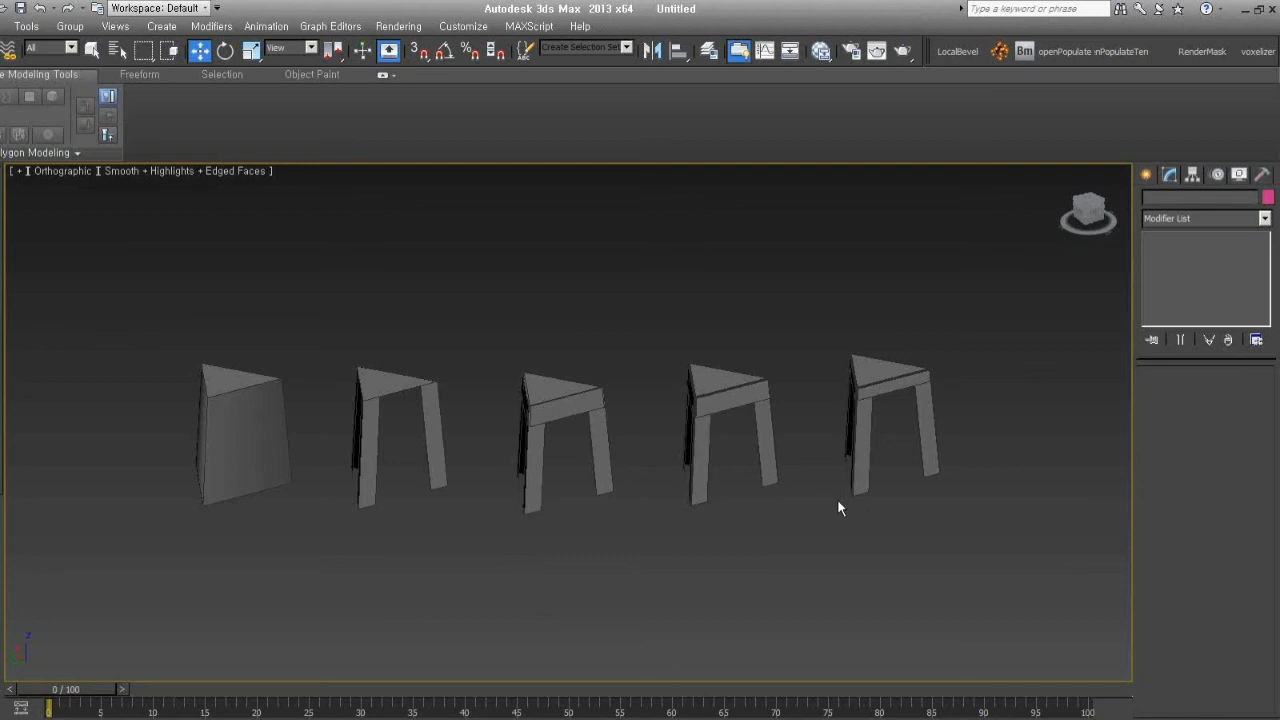 Workspace: Default
Autodesk 3ds Max 2013 x64 Untitled
Type a keyword or phrase
Tools Group Views Create Modifiers Animation Graph Editors Rendering Customize MAXScript Help
All
View
3
Create Selection Set
LocalBevel
Bm
openPopulate nPopulateTen
RenderMask
voxelizer
e Modeling Tools Freeform Selection Object Paint
lygon Modeling
[ + ][ Orthographic ][ Smooth + Highlights + Edged Faces ]
Modifier List
z
0 / 100
0 5 10 15 20 25 30 35 40 45 50 55 60 65 70 75 80 85 90 95 100